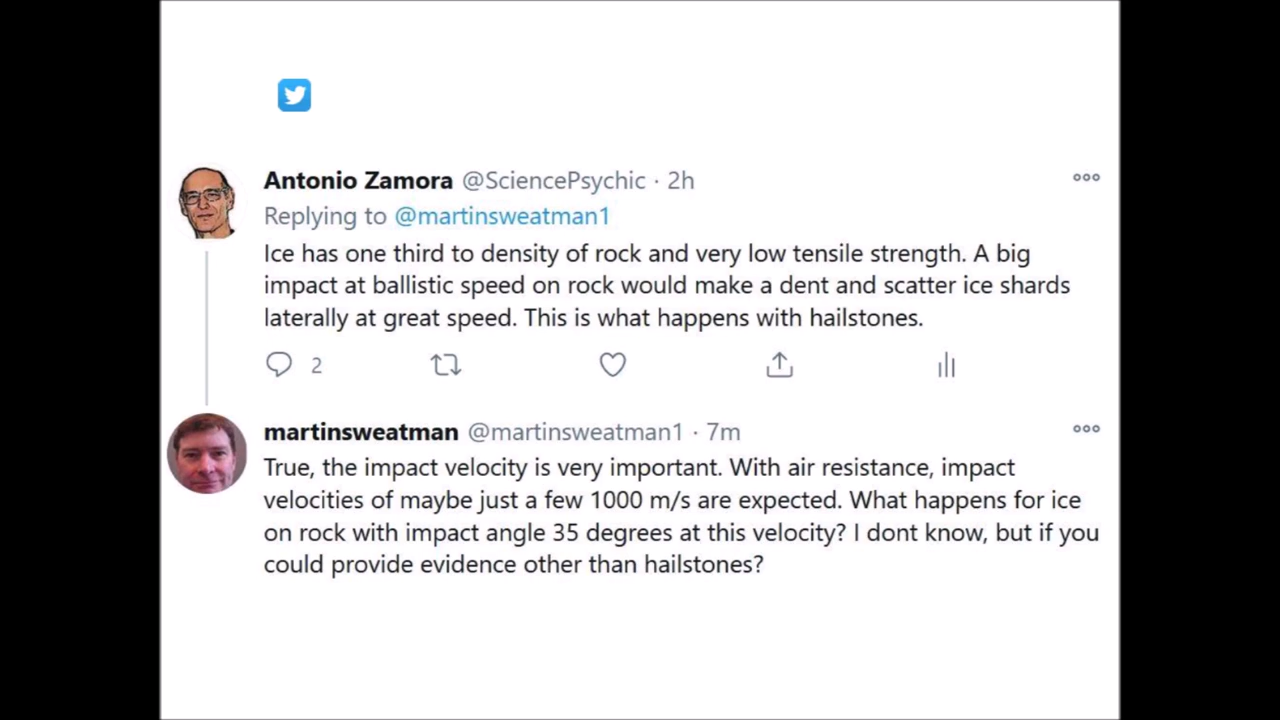 Antonio Zamora @SciencePsychic · 2h
Replying to @martinsweatman1
Ice has one third to density of rock and very low tensile strength. A big
impact at ballistic speed on rock would make a dent and scatter ice shards
laterally at great speed. This is what happens with hailstones.
2
martinsweatman @martinsweatman1 · 7m
True, the impact velocity is very important. With air resistance, impact
velocities of maybe just a few 1000 m/s are expected. What happens for ice
on rock with impact angle 35 degrees at this velocity? I dont know, but if you
could provide evidence other than hailstones?